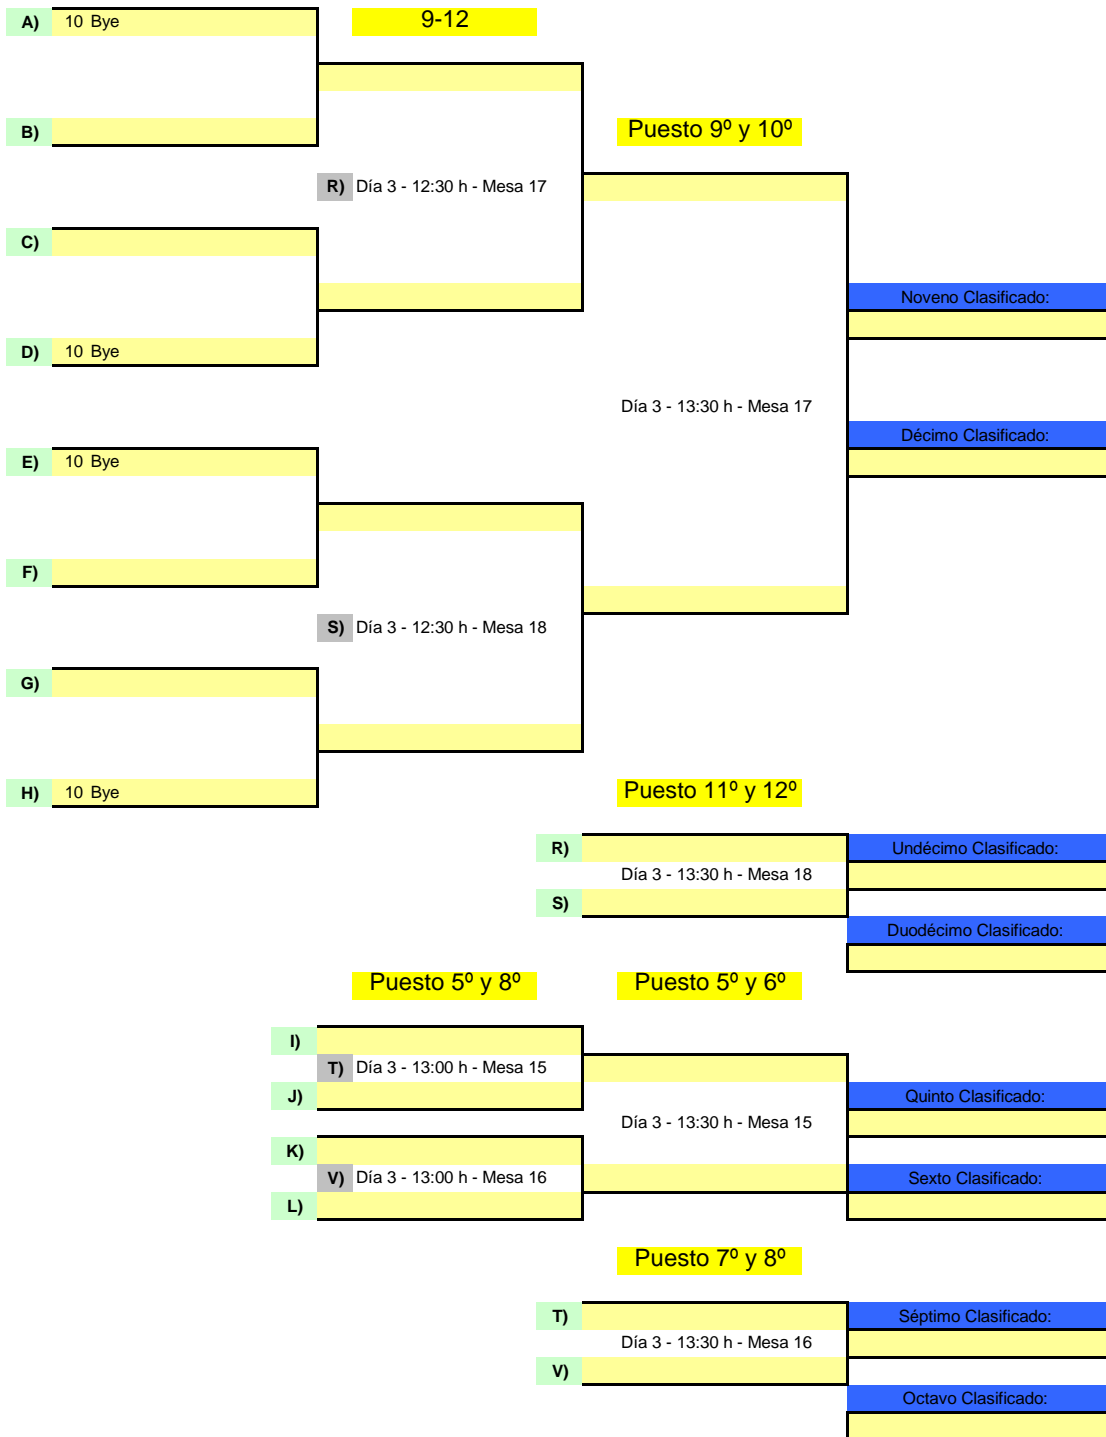 A) 10 Bye
9-12
B)
Puesto 9º y 10º
R) Día 3 - 12:30 h - Mesa 17
C)
Noveno Clasificado:
D) 10 Bye
Día 3 - 13:30 h - Mesa 17
Décimo Clasificado:
E) 10 Bye
F)
S) Día 3 - 12:30 h - Mesa 18
G)
H) 10 Bye
Puesto 11º y 12º
R)
Undécimo Clasificado:
Día 3 - 13:30 h - Mesa 18
S)
Duodécimo Clasificado:
Puesto 5º y 8º
Puesto 5º y 6º
I)
T) Día 3 - 13:00 h - Mesa 15
J)
Quinto Clasificado:
Día 3 - 13:30 h - Mesa 15
K)
V) Día 3 - 13:00 h - Mesa 16
Sexto Clasificado:
L)
Puesto 7º y 8º
T)
Séptimo Clasificado:
Día 3 - 13:30 h - Mesa 16
V)
Octavo Clasificado: